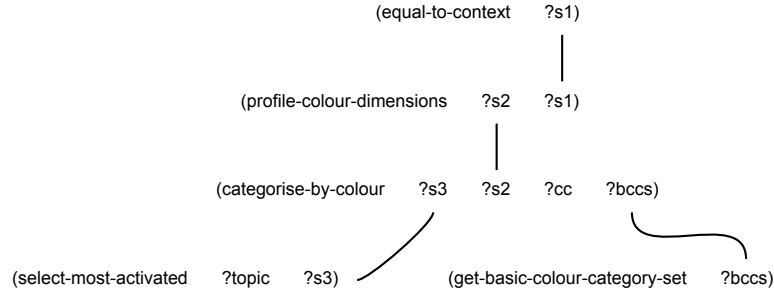 (equal-to-context ?s1)
(profile-colour-dimensions ?s2 ?s1)
(categorise-by-colour ?s3 ?s2 ?cc ?bccs)
(select-most-activated ?topic ?s3) (get-basic-colour-category-set ?bccs)